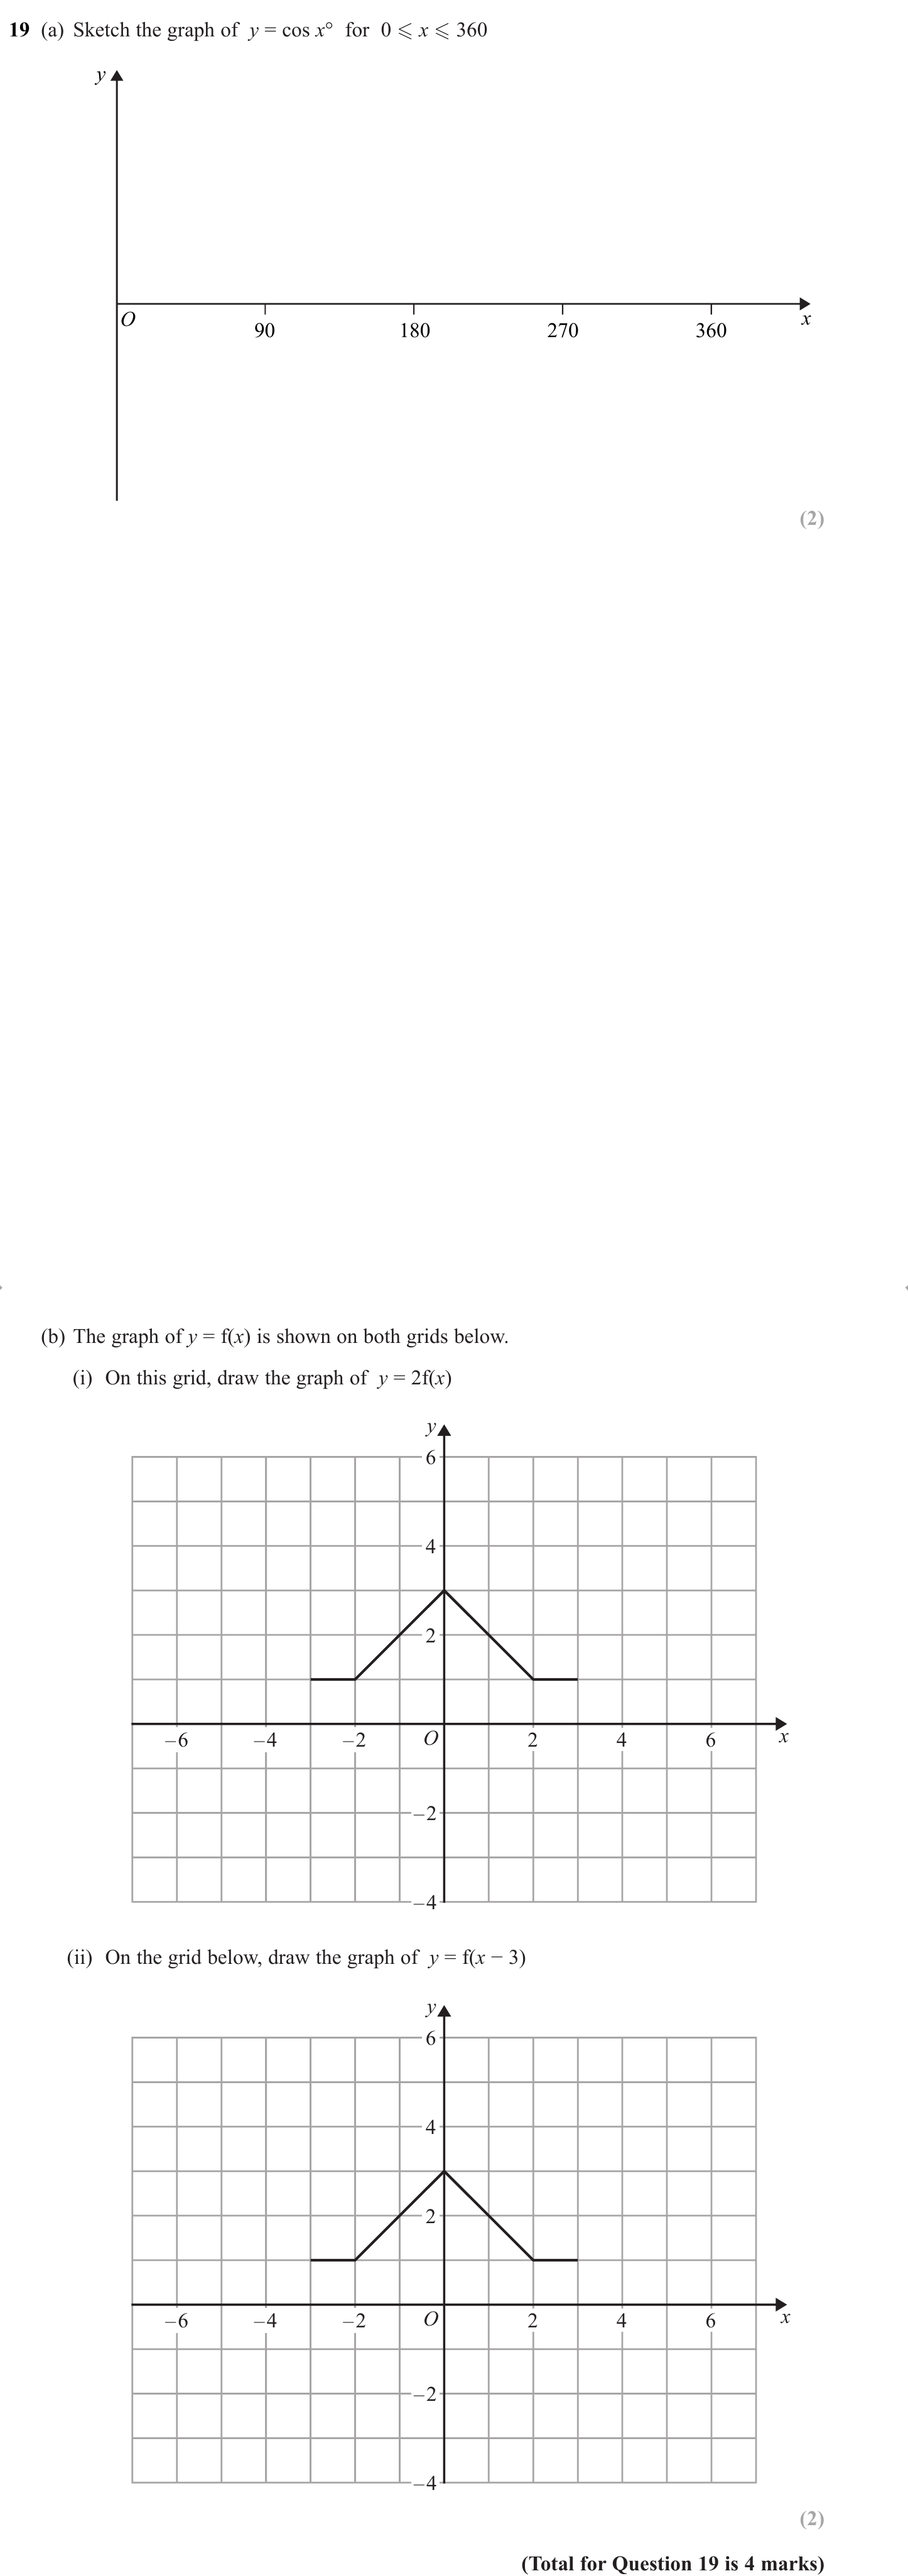 19 (a) Sketch the graph of y = cos x° for 0 ⩽ x ⩽ 360
y
O
90 180 270 360
x
(2)
(b) The graph of y = f(x) is shown on both grids below.
(i) On this grid, draw the graph of y = 2f(x)
y
6
4
2
−6 −4 −2 O 2 4 6 x
−2
−4
(ii) On the grid below, draw the graph of y = f(x − 3)
y
6
4
2
−6 −4 −2 O 2 4 6 x
−2
−4
(2)
(Total for Question 19 is 4 marks)